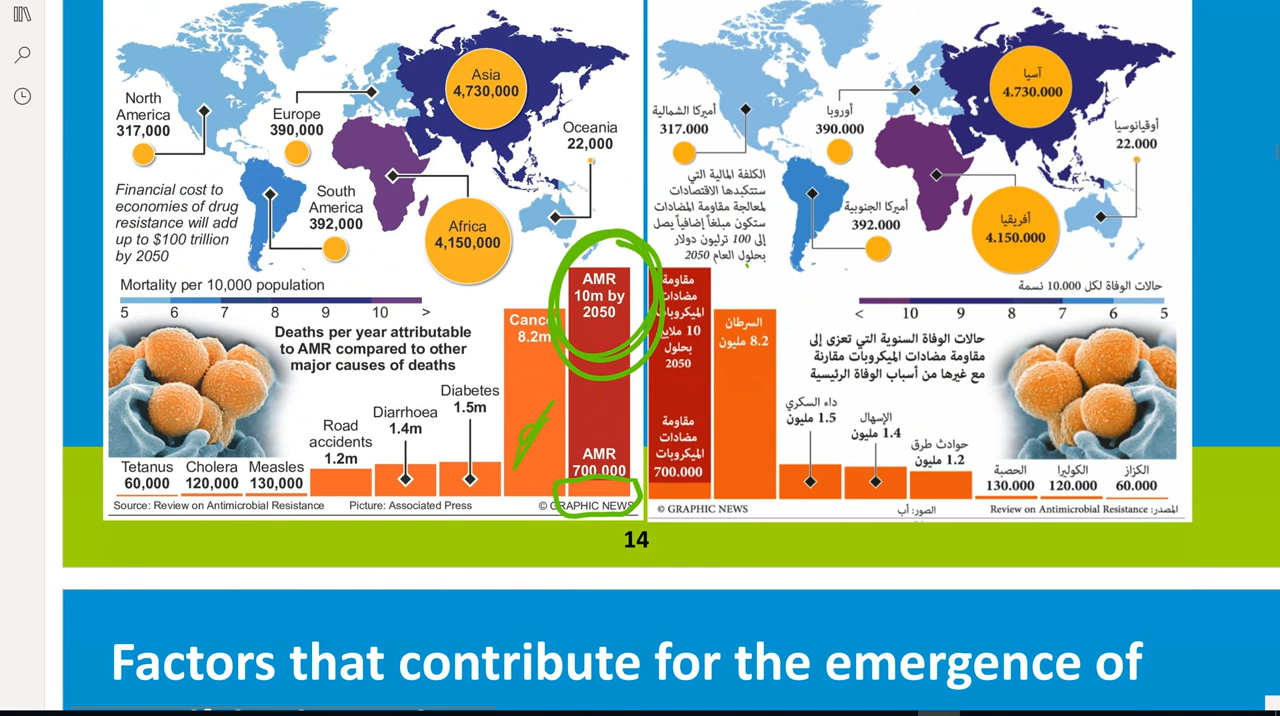 North
America
317,000
Europe
390,000
Asia
4,730,000
Oceania
22,000
Financial cost to
economies of drug
resistance will add
up to $100 trillion
by 2050
South
America
392,000
Africa
4,150,000
Mortality per 10,000 population
5 6 7 8 9 10 >
Deaths per year attributable
to AMR compared to other
major causes of deaths
AMR
10m by
2050
8.2m
Diabetes
1.5m
Diarrhoea
1.4m
Road
accidents
1.2m
Tetanus
60,000
Cholera
120,000
Measles
130,000
AMR
700,000
Source: Review on Antimicrobial Resistance Picture: Associated Press © GRAPHIC NEWS
أميركا الشمالية
317.000
أوروبا
390.000
آسيا
4.730.000
أوقيانوسيا
22.000
الكلفة المالية التي
ستتكبدها الاقتصادات
لمعالجة مقاومة المضادات
ستكون مبلغاً إضافياً يصل
إلى 100 ترليون دولار
بحلول العام 2050
أميركا الجنوبية
392.000
أفريقيا
4.150.000
حالات الوفاة لكل 10.000 نسمة
< 10 9 8 7 6 5
مقاومة
مضادات
الميكروبات
10 ملايين
بحلول
2050
السرطان
8.2 مليون
حالات الوفاة السنوية التي تعزى إلى
مقاومة مضادات الميكروبات مقارنة
مع غيرها من أسباب الوفاة الرئيسية
داء السكري
1.5 مليون
الإسهال
1.4 مليون
حوادث طرق
1.2 مليون
مقاومة
مضادات
الميكروبات
700.000
الحصبة
130.000
الكوليرا
120.000
الكزاز
60.000
© GRAPHIC NEWS
الصور: أب
المصدر: Review on Antimicrobial Resistance
14
Factors that contribute for the emergence of